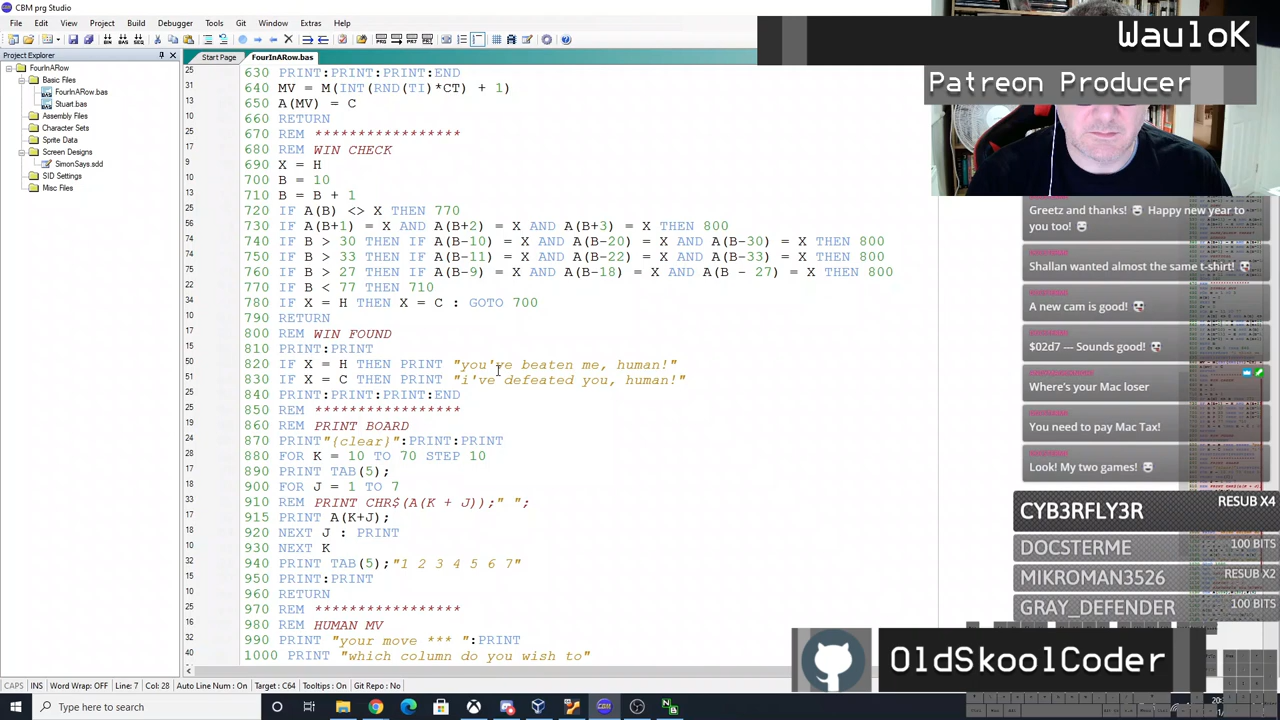 CBM prg Studio
File Edit View Project Build Debugger Tools Git Window Extras Help
Project Explorer
Start Page FourInARow.bas
FourInARow
Basic Files
FourInARow.bas
Stuart.bas
Assembly Files
Character Sets
Sprite Data
Screen Designs
SimonSays.sdd
SID Settings
Misc Files
630 PRINT:PRINT:PRINT:END
640 MV = M(INT(RND(TI)*CT) + 1)
650 A(MV) = C
660 RETURN
670 REM *****************
680 REM WIN CHECK
690 X = H
700 B = 10
710 B = B + 1
720 IF A(B) <> X THEN 770
730 IF A(B+1) = X AND A(B+2) = X AND A(B+3) = X THEN 800
740 IF B > 30 THEN IF A(B-10) = X AND A(B-20) = X AND A(B-30) = X THEN 800
750 IF B > 33 THEN IF A(B-11) = X AND A(B-22) = X AND A(B-33) = X THEN 800
760 IF B > 27 THEN IF A(B-9) = X AND A(B-18) = X AND A(B - 27) = X THEN 800
770 IF B < 77 THEN 710
780 IF X = H THEN X = C : GOTO 700
790 RETURN
800 REM WIN FOUND
810 PRINT:PRINT
820 IF X = H THEN PRINT "you've beaten me, human!"
830 IF X = C THEN PRINT "i've defeated you, human!"
840 PRINT:PRINT:PRINT:END
850 REM *****************
860 REM PRINT BOARD
870 PRINT"{clear}":PRINT:PRINT
880 FOR K = 10 TO 70 STEP 10
890 PRINT TAB(5);
900 FOR J = 1 TO 7
910 REM PRINT CHR$(A(K + J));" ";
915 PRINT A(K+J);
920 NEXT J : PRINT
930 NEXT K
940 PRINT TAB(5);"1 2 3 4 5 6 7"
950 PRINT:PRINT
960 RETURN
970 REM *****************
980 REM HUMAN MV
990 PRINT "your move *** ":PRINT
1000 PRINT "which column do you wish to"
WauloK
Patreon Producer
Greetz and thanks! Happy new year to
you too!
Shallan wanted almost the same t-shirt!
A new cam is good!
$02d7 — Sounds good!
Where's your Mac loser
You need to pay Mac Tax!
Look! My two games!
CYB3RFLY3R RESUB X4
DOCSTERME 100 BITS
MIKROMAN3526 RESUB X2
GRAY_DEFENDER 100 BITS
OldSkoolCoder
CAPS INS Word Wrap: OFF Line: 7 Col: 28 Auto Line Num : On Target : C64 Tooltips : On Git Repo : No
Type here to search